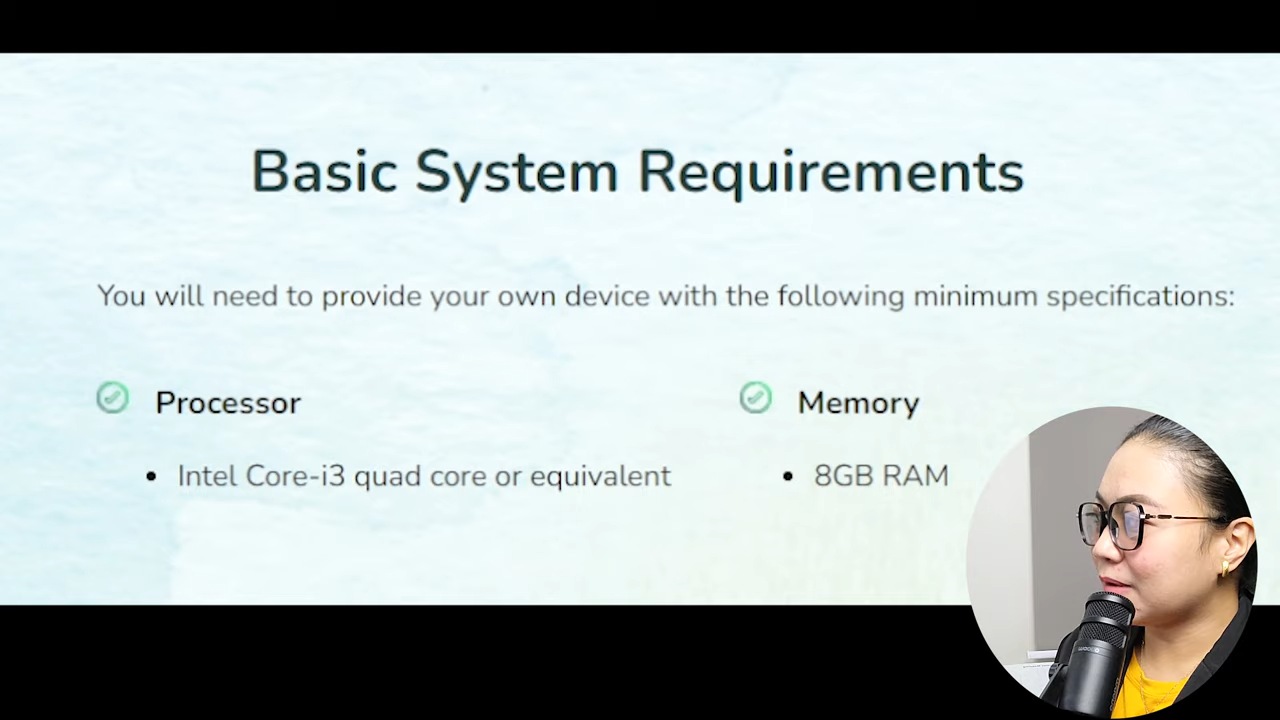 Basic System Requirements
You will need to provide your own device with the following minimum specifications:
Processor
Memory
• Intel Core-i3 quad core or equivalent
• 8GB RAM